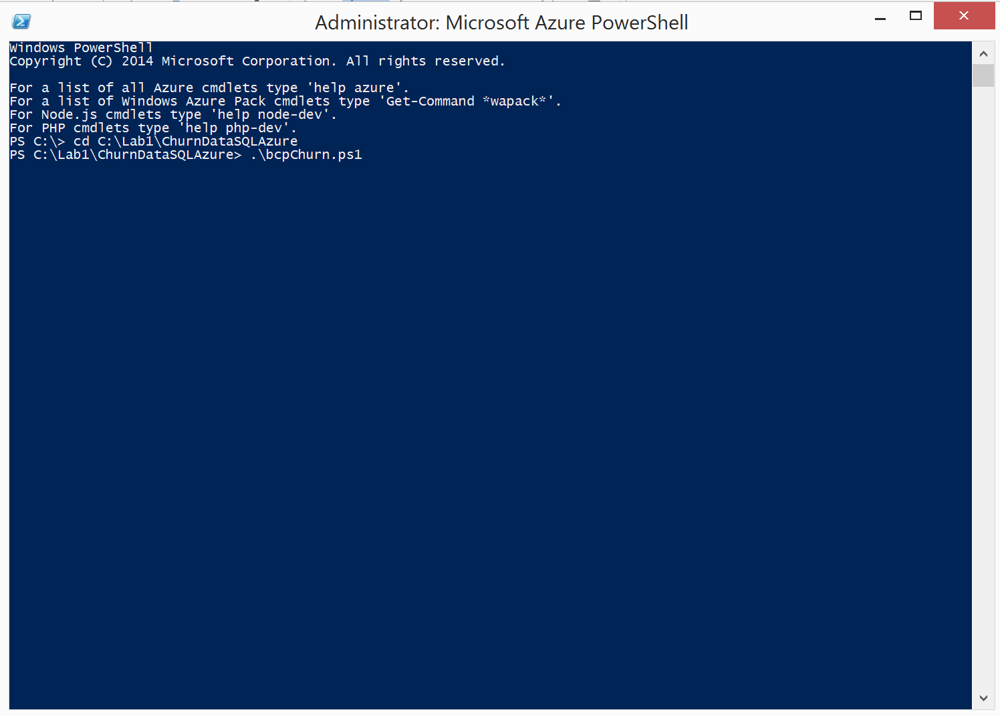 Administrator: Microsoft Azure PowerShell
Windows PowerShell
Copyright (C) 2014 Microsoft Corporation. All rights reserved.
For a list of all Azure cmdlets type 'help azure'.
For a list of Windows Azure Pack cmdlets type 'Get-Command *wapack*'.
For Node.js cmdlets type 'help node-dev'.
For PHP cmdlets type 'help php-dev'.
PS C:\> cd C:\Lab1\ChurnDataSQLAzure
PS C:\Lab1\ChurnDataSQLAzure> .\bcpChurn.ps1